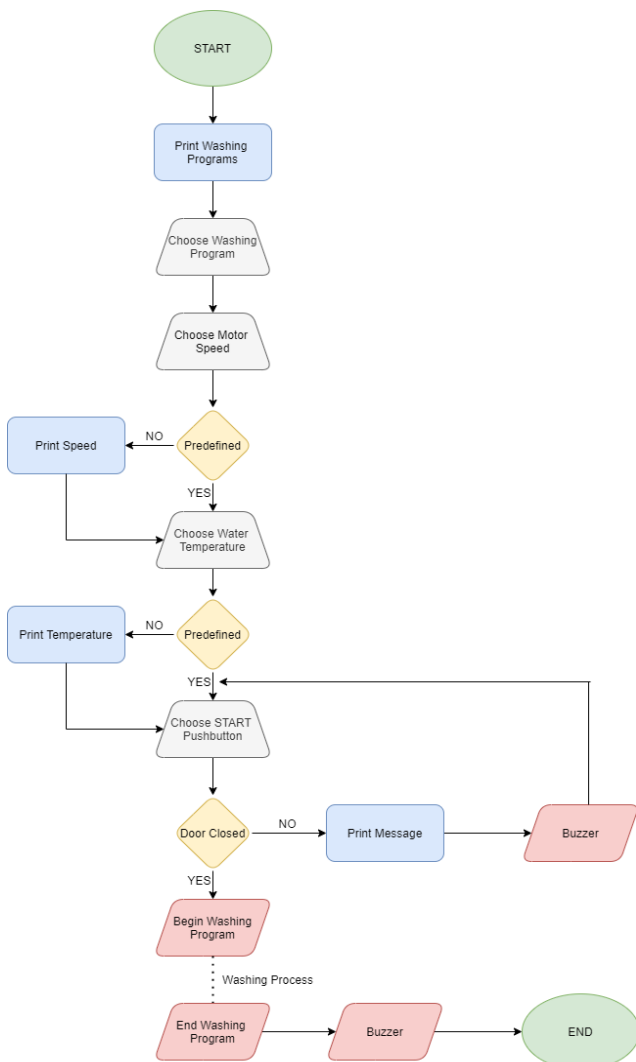 START
Print Washing
Programs
Choose Washing
Program
Choose Motor
Speed
Predefined
NO
Print Speed
YES
Choose Water
Temperature
Predefined
NO
Print Temperature
YES
Choose START
Pushbutton
Door Closed
NO
Print Message
Buzzer
YES
Begin Washing
Program
Washing Process
End Washing
Program
Buzzer
END